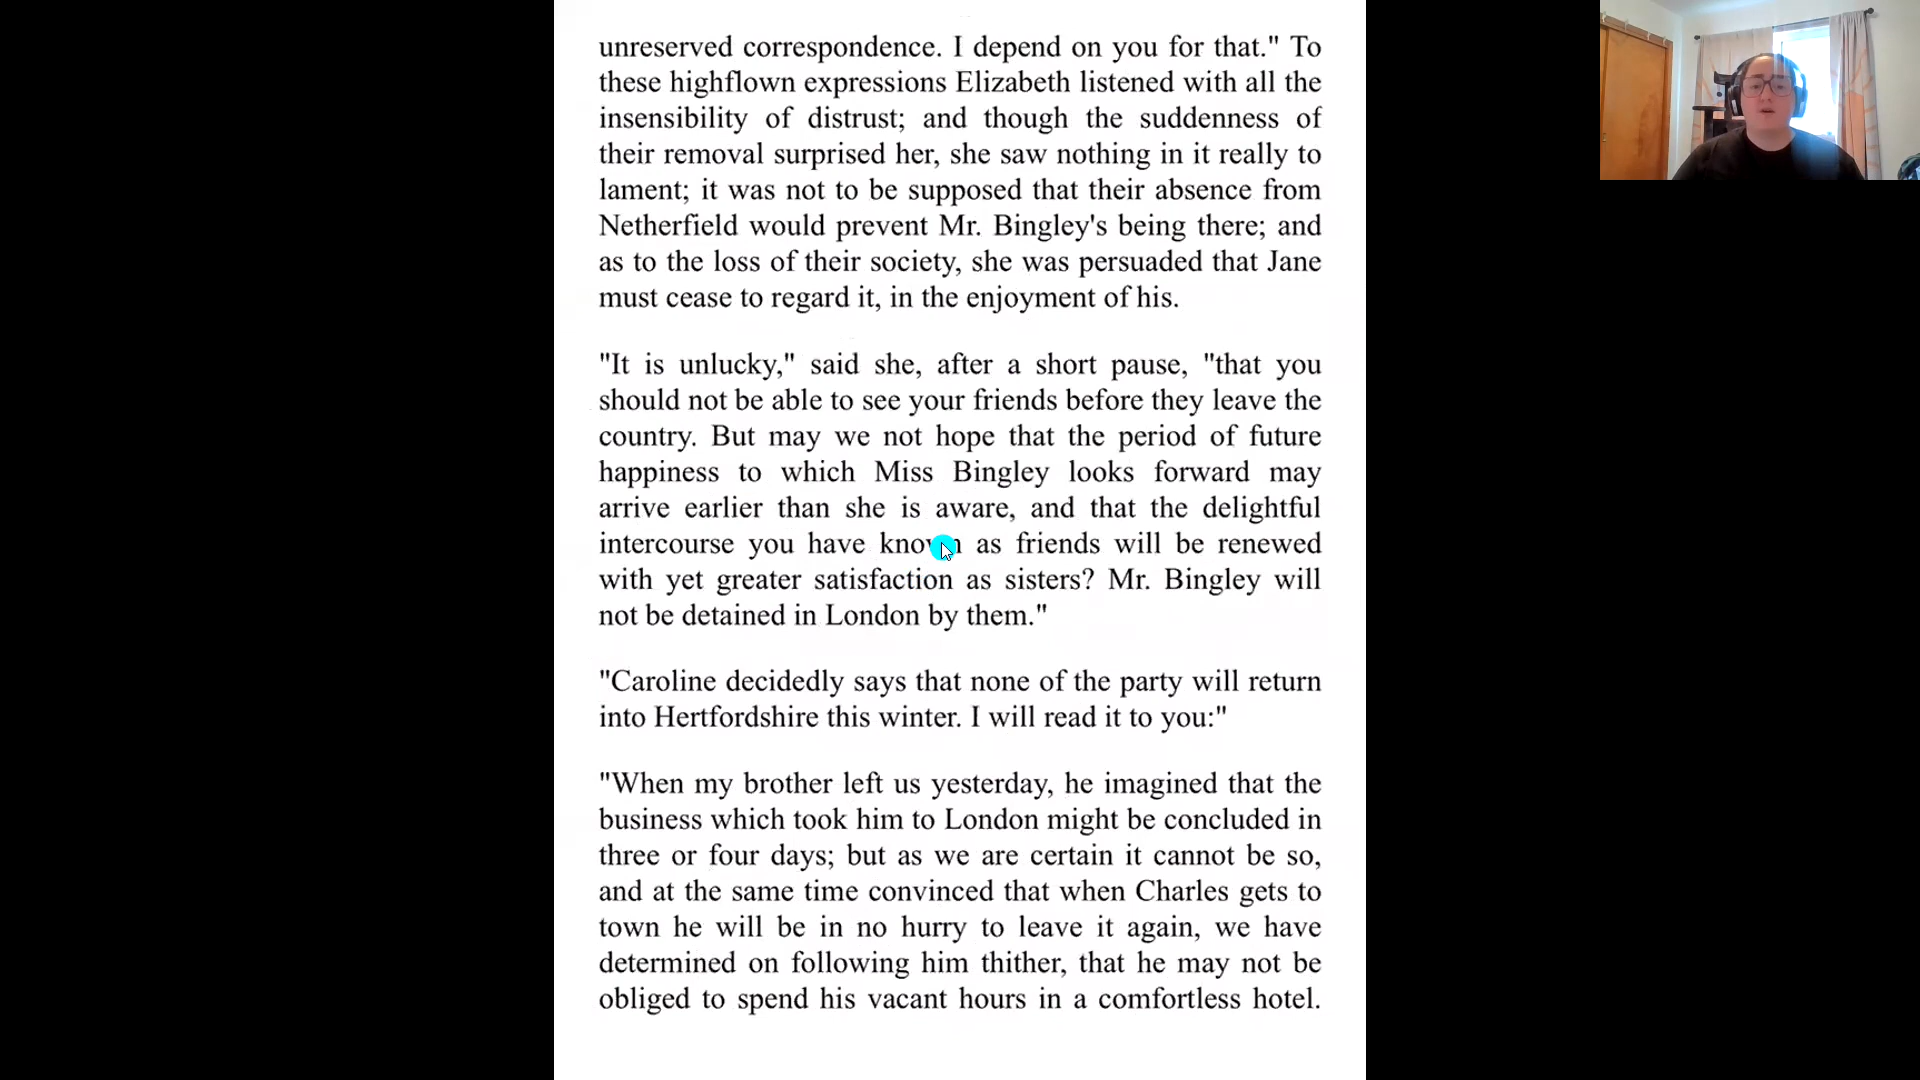 unreserved correspondence. I depend on you for that." To
these highflown expressions Elizabeth listened with all the
insensibility of distrust; and though the suddenness of
their removal surprised her, she saw nothing in it really to
lament; it was not to be supposed that their absence from
Netherfield would prevent Mr. Bingley's being there; and
as to the loss of their society, she was persuaded that Jane
must cease to regard it, in the enjoyment of his.
"It is unlucky," said she, after a short pause, "that you
should not be able to see your friends before they leave the
country. But may we not hope that the period of future
happiness to which Miss Bingley looks forward may
arrive earlier than she is aware, and that the delightful
intercourse you have known as friends will be renewed
with yet greater satisfaction as sisters? Mr. Bingley will
not be detained in London by them."
"Caroline decidedly says that none of the party will return
into Hertfordshire this winter. I will read it to you:"
"When my brother left us yesterday, he imagined that the
business which took him to London might be concluded in
three or four days; but as we are certain it cannot be so,
and at the same time convinced that when Charles gets to
town he will be in no hurry to leave it again, we have
determined on following him thither, that he may not be
obliged to spend his vacant hours in a comfortless hotel.